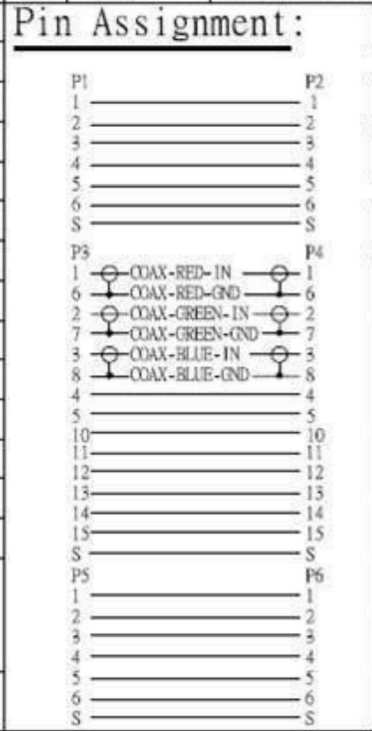 Pin Assignment:
P1 P2
1 1
2 2
3 3
4 4
5 5
6 6
S S
P3 P4
1 COAX-RED-IN 1
6 COAX-RED-GND 6
2 COAX-GREEN-IN 2
7 COAX-GREEN-GND 7
3 COAX-BLUE-IN 3
8 COAX-BLUE-GND 8
4 4
5 5
10 10
11 11
12 12
13 13
14 14
15 15
S S
P5 P6
1 1
2 2
3 3
4 4
5 5
6 6
S S